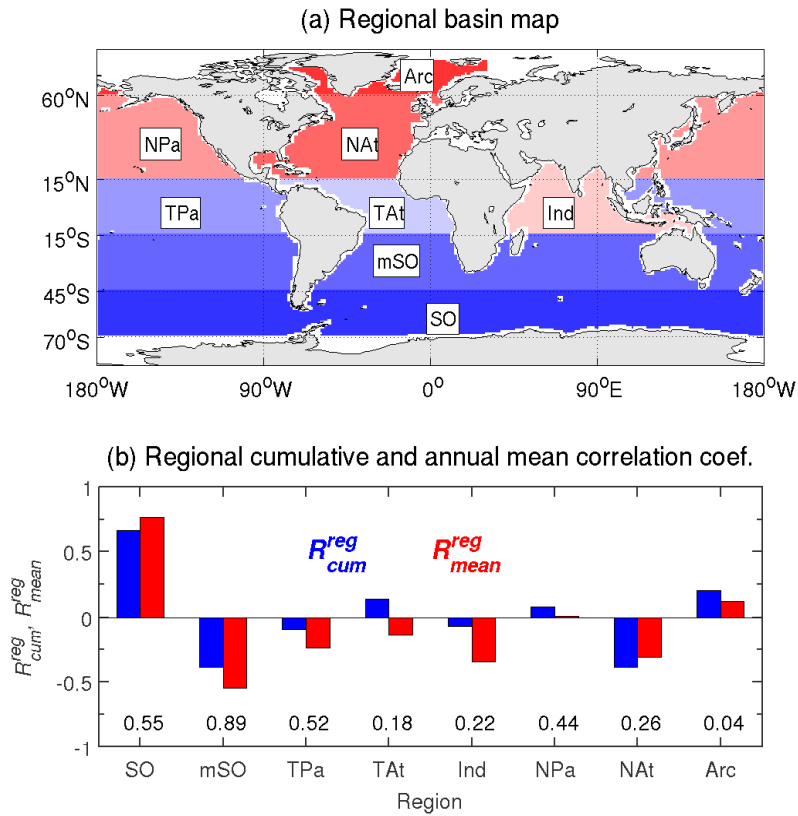 (a) Regional basin map
60°N
15°N
15°S
45°S
70°S
Arc
NPa
NAt
TPa
TAt
Ind
mSO
SO
180°W
90°W
0°
90°E
180°W
(b) Regional cumulative and annual mean correlation coef.
R^reg_cum, R^reg_mean
1
0.5
0
-0.5
-1
R^reg_cum
R^reg_mean
0.55 0.89 0.52 0.18 0.22 0.44 0.26 0.04
SO mSO TPa TAt Ind NPa NAt Arc
Region